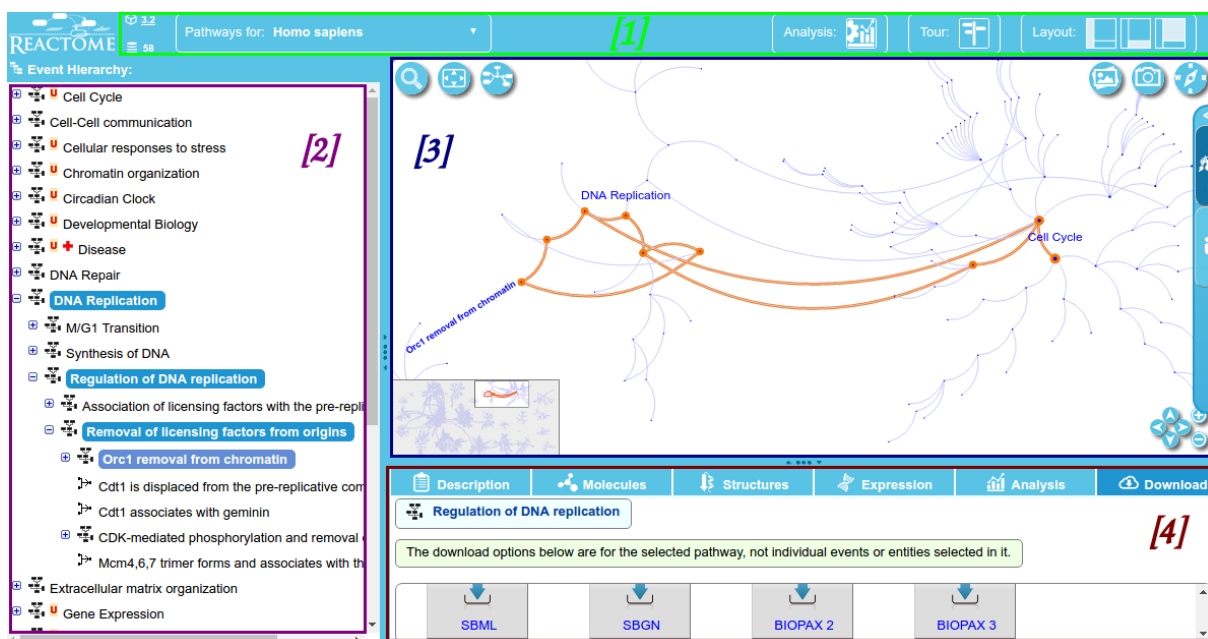 REACTOME
3.2
58
Pathways for: Homo sapiens
[1]
Analysis:
Tour:
Layout:
Event Hierarchy:
[2]
U Cell Cycle
Cell-Cell communication
U Cellular responses to stress
U Chromatin organization
U Circadian Clock
U Developmental Biology
U Disease
DNA Repair
DNA Replication
M/G1 Transition
Synthesis of DNA
Regulation of DNA replication
Association of licensing factors with the pre-repli
Removal of licensing factors from origins
Orc1 removal from chromatin
Cdt1 is displaced from the pre-replicative com
Cdt1 associates with geminin
CDK-mediated phosphorylation and removal
Mcm4,6,7 trimer forms and associates with th
Extracellular matrix organization
U Gene Expression
[3]
DNA Replication
Cell Cycle
Orc1 removal from chromatin
Description
Molecules
Structures
Expression
Analysis
Download
Regulation of DNA replication
[4]
The download options below are for the selected pathway, not individual events or entities selected in it.
SBML
SBGN
BIOPAX 2
BIOPAX 3